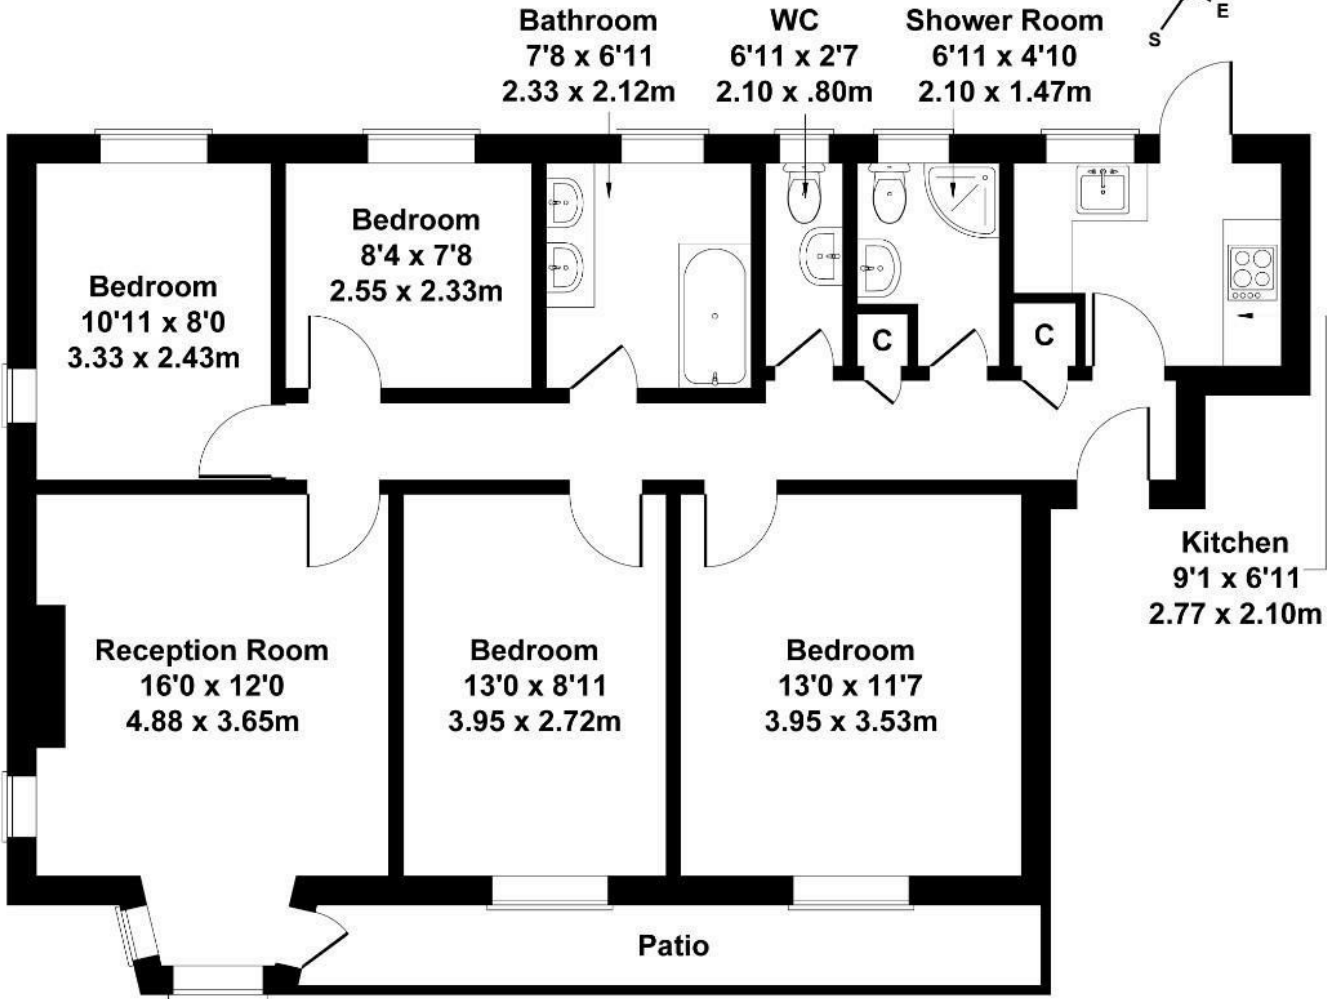 Bathroom
7'8 x 6'11
2.33 x 2.12m
WC
6'11 x 2'7
2.10 x .80m
Shower Room
6'11 x 4'10
2.10 x 1.47m
E
S
Bedroom
10'11 x 8'0
3.33 x 2.43m
Bedroom
8'4 x 7'8
2.55 x 2.33m
C
C
Kitchen
9'1 x 6'11
2.77 x 2.10m
Reception Room
16'0 x 12'0
4.88 x 3.65m
Bedroom
13'0 x 8'11
3.95 x 2.72m
Bedroom
13'0 x 11'7
3.95 x 3.53m
Patio